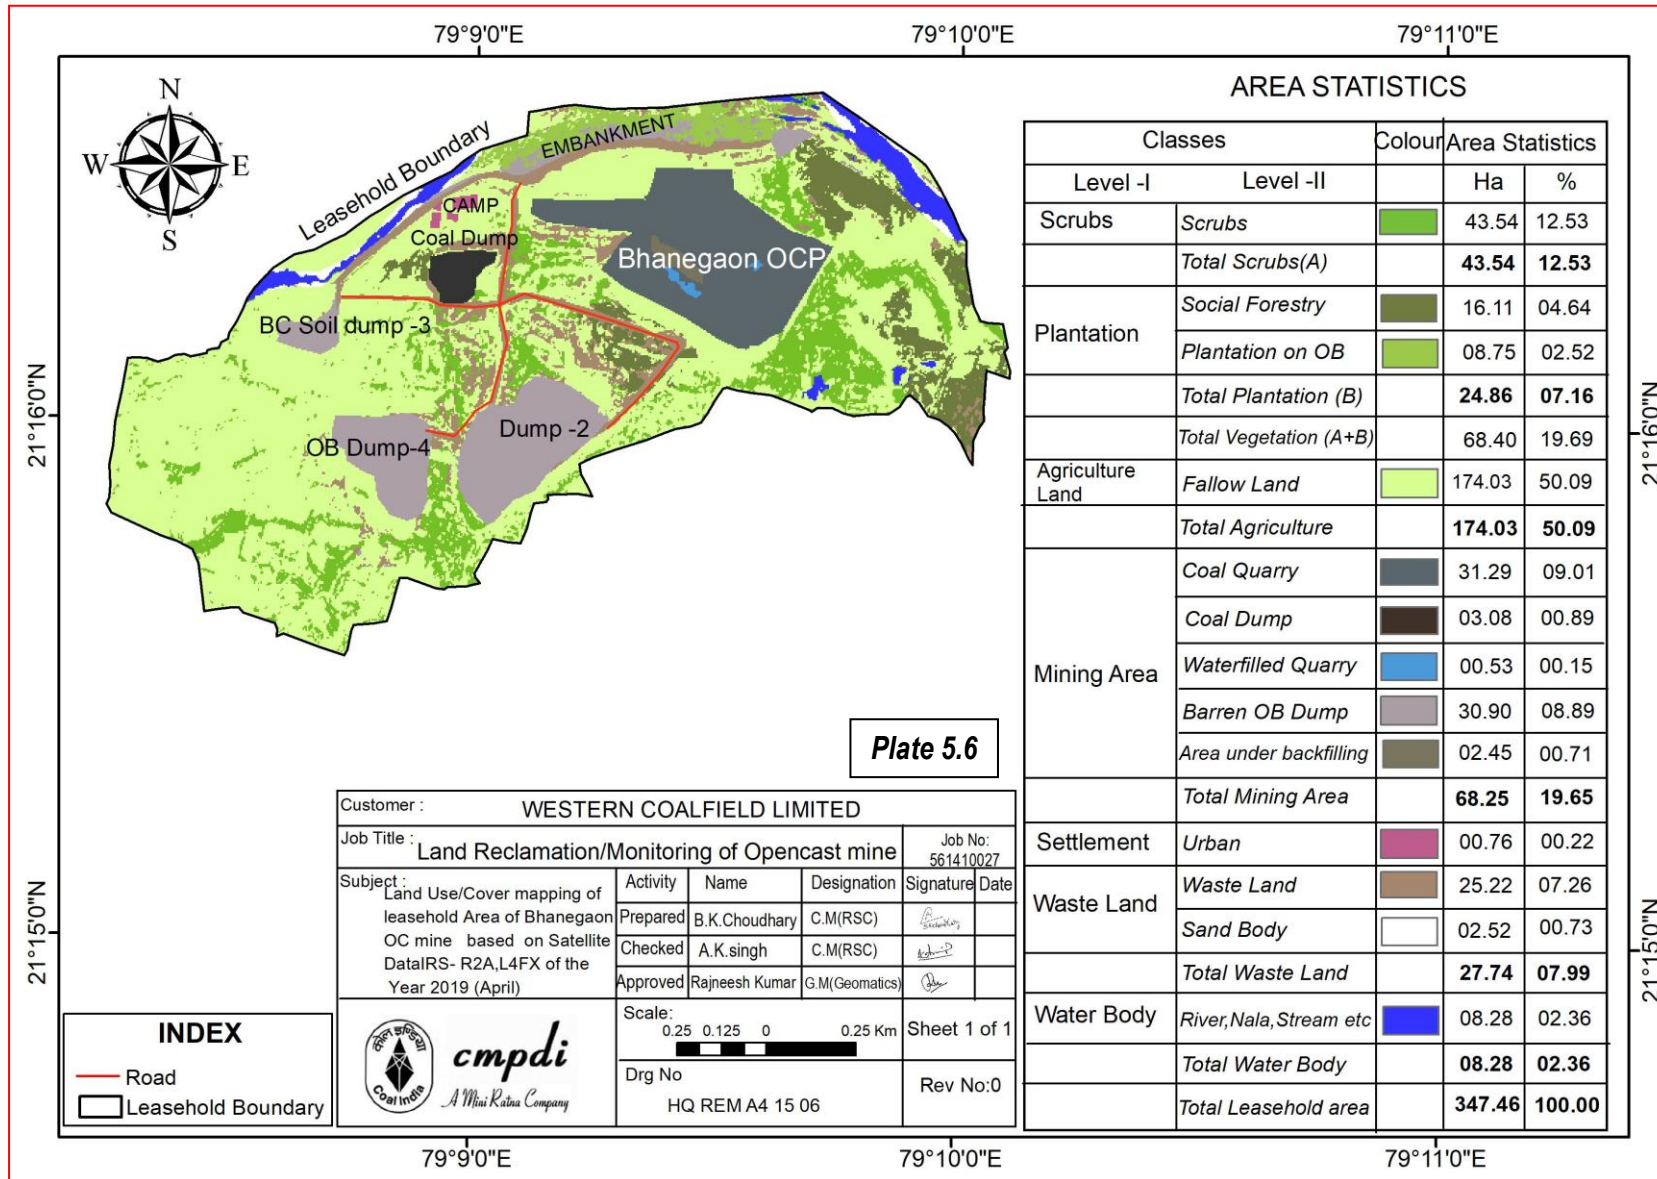 79°9'0"E 79°10'0"E 79°11'0"E
N
W E
S
21°16'0"N
21°15'0"N
Leasehold Boundary
EMBANKMENT
CAMP
Coal Dump
Bhanegaon OCP
BC Soil dump -3
OB Dump-4
Dump -2
AREA STATISTICS
Classes Colour Area Statistics
Level -I Level -II Ha %
Scrubs Scrubs 43.54 12.53
Total Scrubs(A) 43.54 12.53
Plantation
Social Forestry 16.11 04.64
Plantation on OB 08.75 02.52
Total Plantation (B) 24.86 07.16
Total Vegetation (A+B) 68.40 19.69
Agriculture
Land
Fallow Land 174.03 50.09
Total Agriculture 174.03 50.09
Mining Area
Coal Quarry 31.29 09.01
Coal Dump 03.08 00.89
Waterfilled Quarry 00.53 00.15
Barren OB Dump 30.90 08.89
Area under backfilling 02.45 00.71
Total Mining Area 68.25 19.65
Settlement Urban 00.76 00.22
Waste Land
Waste Land 25.22 07.26
Sand Body 02.52 00.73
Total Waste Land 27.74 07.99
Water Body River,Nala,Stream etc 08.28 02.36
Total Water Body 08.28 02.36
Total Leasehold area 347.46 100.00
21°16'0"N
21°15'0"N
Plate 5.6
Customer : WESTERN COALFIELD LIMITED
Job Title : Land Reclamation/Monitoring of Opencast mine
Job No:
561410027
Subject :
Land Use/Cover mapping of
leasehold Area of Bhanegaon
OC mine based on Satellite
DataIRS- R2A,L4FX of the
Year 2019 (April)
Activity Name Designation Signature Date
Prepared B.K.Choudhary C.M(RSC)
Checked A.K.singh C.M(RSC)
Approved Rajneesh Kumar G.M(Geomatics)
कोल इण्डिया
Coal India
cmpdi
A Mini Ratna Company
Scale:
0.25 0.125 0 0.25 Km
Sheet 1 of 1
Drg No
HQ REM A4 15 06
Rev No:0
INDEX
Road
Leasehold Boundary
79°9'0"E 79°10'0"E 79°11'0"E